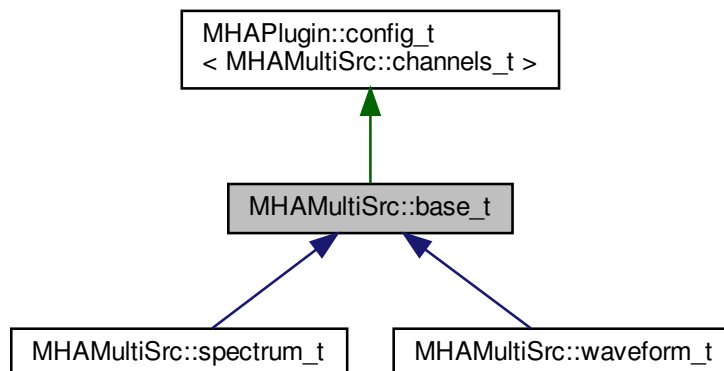 MHAPlugin::config_t
< MHAMultiSrc::channels_t >
MHAMultiSrc::base_t
MHAMultiSrc::spectrum_t
MHAMultiSrc::waveform_t